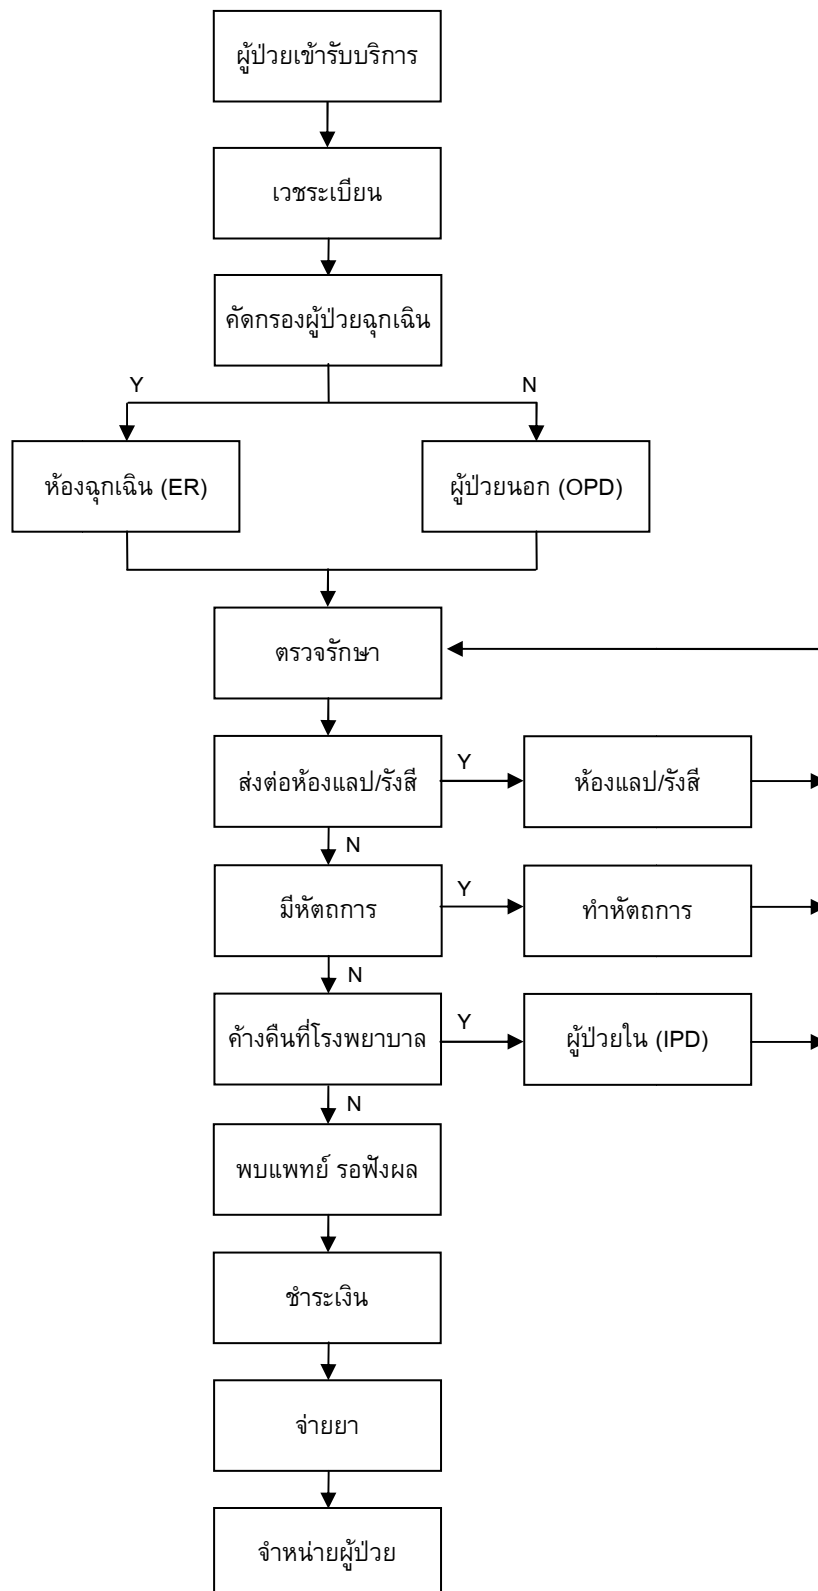 ผู้ป่วยเข้ารับบริการ
เวชระเบียน
คัดกรองผู้ป่วยฉุกเฉิน
Y
N
ห้องฉุกเฉิน (ER)
ผู้ป่วยนอก (OPD)
ตรวจรักษา
ส่งต่อห้องแลป/รังสี
Y
ห้องแลป/รังสี
N
มีหัตถการ
Y
ทำหัตถการ
N
ค้างคืนที่โรงพยาบาล
Y
ผู้ป่วยใน (IPD)
N
พบแพทย์ รอฟังผล
ชำระเงิน
จ่ายยา
จำหน่ายผู้ป่วย